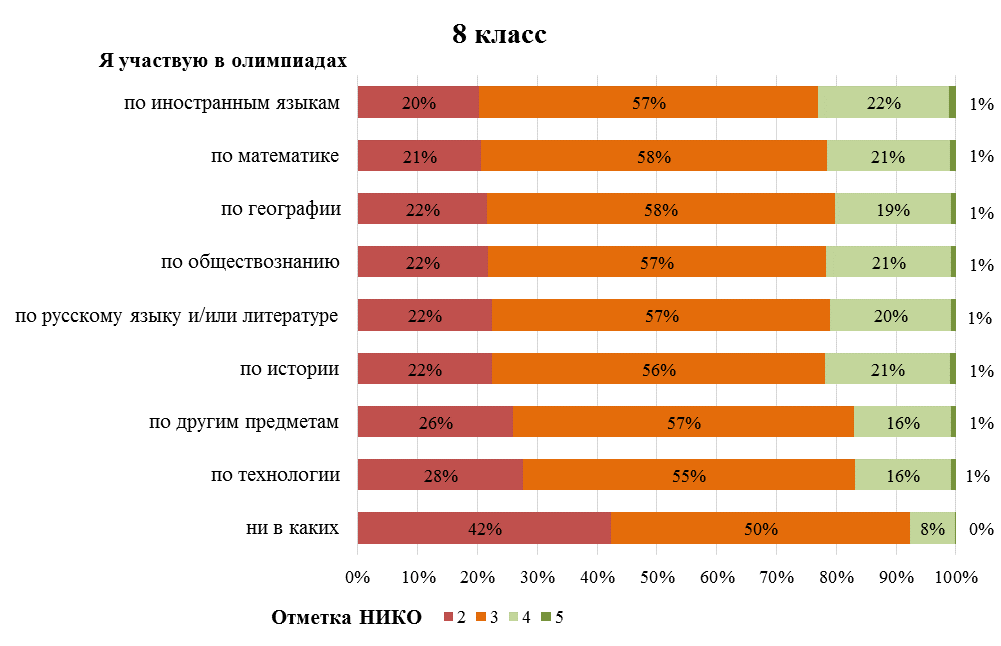 8 класс
Я участвую в олимпиадах
по иностранным языкам 20% 57% 22% 1%
по математике 21% 58% 21% 1%
по географии 22% 58% 19% 1%
по обществознанию 22% 57% 21% 1%
по русскому языку и/или литературе 22% 57% 20% 1%
по истории 22% 56% 21% 1%
по другим предметам 26% 57% 16% 1%
по технологии 28% 55% 16% 1%
ни в каких 42% 50% 8% 0%
0% 10% 20% 30% 40% 50% 60% 70% 80% 90% 100%
Отметка НИКО 2 3 4 5